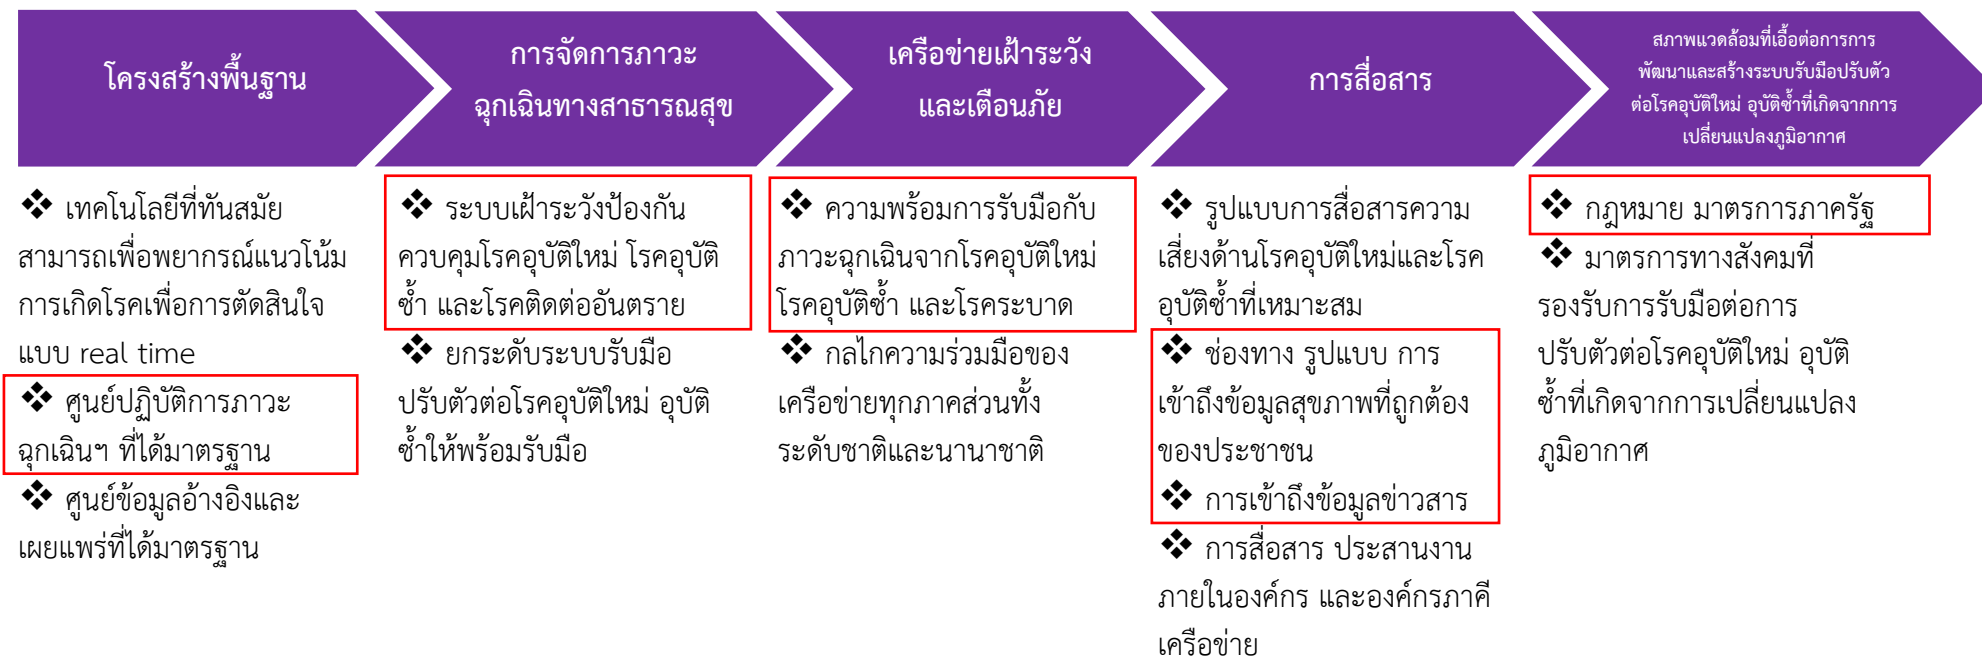 โครงสร้างพื้นฐาน
การจัดการภาวะ
ฉุกเฉินทางสาธารณสุข
เครือข่ายเฝ้าระวัง
และเตือนภัย
การสื่อสาร
สภาพแวดล้อมที่เอื้อต่อการการ
พัฒนาและสร้างระบบรับมือปรับตัว
ต่อโรคอุบัติใหม่ อุบัติซ้ำที่เกิดจากการ
เปลี่ยนแปลงภูมิอากาศ
❖ เทคโนโลยีที่ทันสมัย
สามารถเพื่อพยากรณ์แนวโน้ม
การเกิดโรคเพื่อการตัดสินใจ
แบบ real time
❖ ศูนย์ปฏิบัติการภาวะ
ฉุกเฉินฯ ที่ได้มาตรฐาน
❖ ศูนย์ข้อมูลอ้างอิงและ
เผยแพร่ที่ได้มาตรฐาน
❖ ระบบเฝ้าระวังป้องกัน
ควบคุมโรคอุบัติใหม่ โรคอุบัติ
ซ้ำ และโรคติดต่ออันตราย
❖ ยกระดับระบบรับมือ
ปรับตัวต่อโรคอุบัติใหม่ อุบัติ
ซ้ำให้พร้อมรับมือ
❖ ความพร้อมการรับมือกับ
ภาวะฉุกเฉินจากโรคอุบัติใหม่
โรคอุบัติซ้ำ และโรคระบาด
❖ กลไกความร่วมมือของ
เครือข่ายทุกภาคส่วนทั้ง
ระดับชาติและนานาชาติ
❖ รูปแบบการสื่อสารความ
เสี่ยงด้านโรคอุบัติใหม่และโรค
อุบัติซ้ำที่เหมาะสม
❖ ช่องทาง รูปแบบ การ
เข้าถึงข้อมูลสุขภาพที่ถูกต้อง
ของประชาชน
❖ การเข้าถึงข้อมูลข่าวสาร
❖ การสื่อสาร ประสานงาน
ภายในองค์กร และองค์กรภาคี
เครือข่าย
❖ กฎหมาย มาตรการภาครัฐ
❖ มาตรการทางสังคมที่
รองรับการรับมือต่อการ
ปรับตัวต่อโรคอุบัติใหม่ อุบัติ
ซ้ำที่เกิดจากการเปลี่ยนแปลง
ภูมิอากาศ